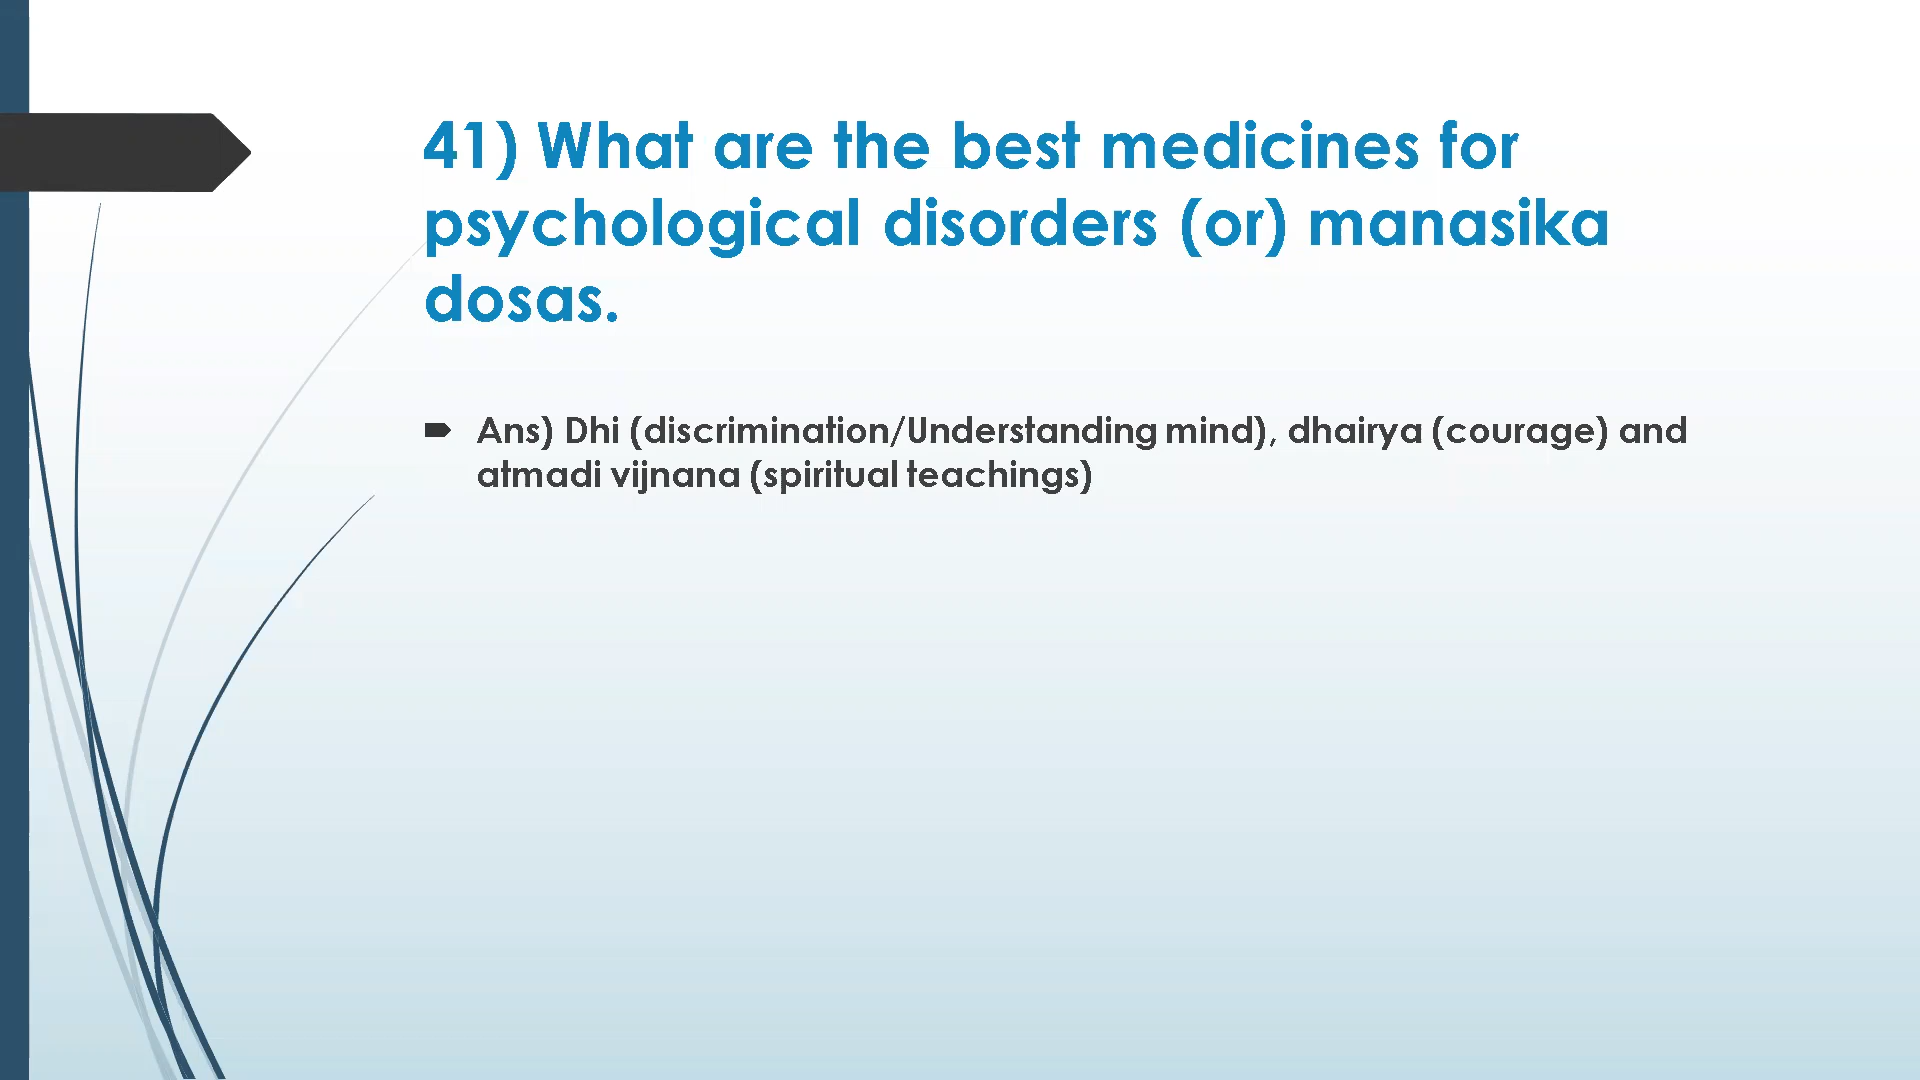 41) What are the best medicines for
psychological disorders (or) manasika
dosas.
Ans) Dhi (discrimination/Understanding mind), dhairya (courage) and
atmadi vijnana (spiritual teachings)